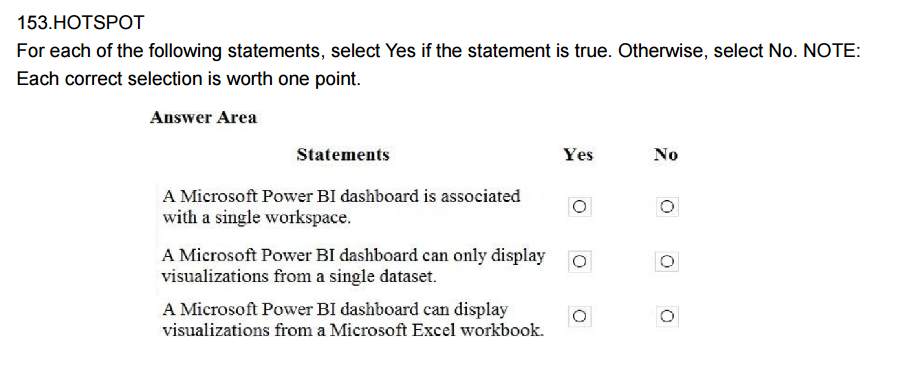 153.HOTSPOT
For each of the following statements, select Yes if the statement is true. Otherwise, select No. NOTE:
Each correct selection is worth one point.
Answer Area
Statements Yes No
A Microsoft Power BI dashboard is associated
with a single workspace.
A Microsoft Power BI dashboard can only display
visualizations from a single dataset.
A Microsoft Power BI dashboard can display
visualizations from a Microsoft Excel workbook.